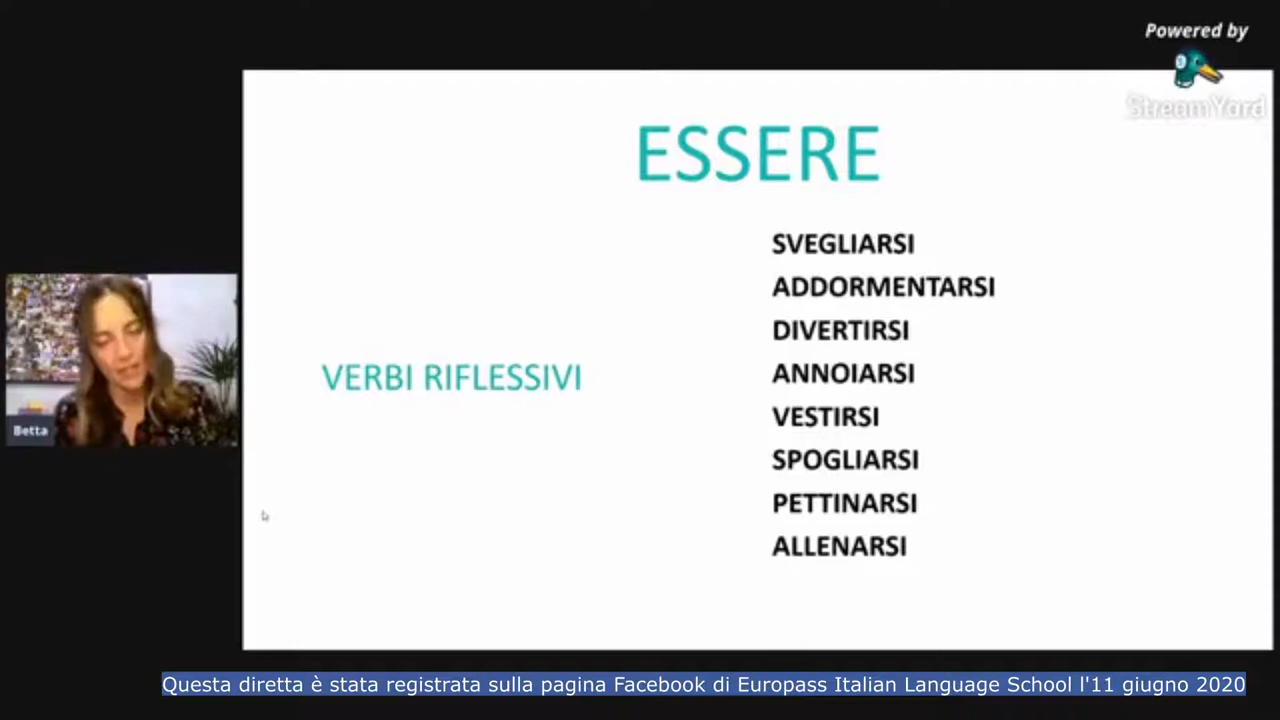 Powered by
StreamYard
ESSERE
SVEGLIARSI
ADDORMENTARSI
DIVERTIRSI
ANNOIARSI
VERBI RIFLESSIVI
VESTIRSI
SPOGLIARSI
PETTINARSI
ALLENARSI
Betta
Questa diretta è stata registrata sulla pagina Facebook di Europass Italian Language School l'11 giugno 2020